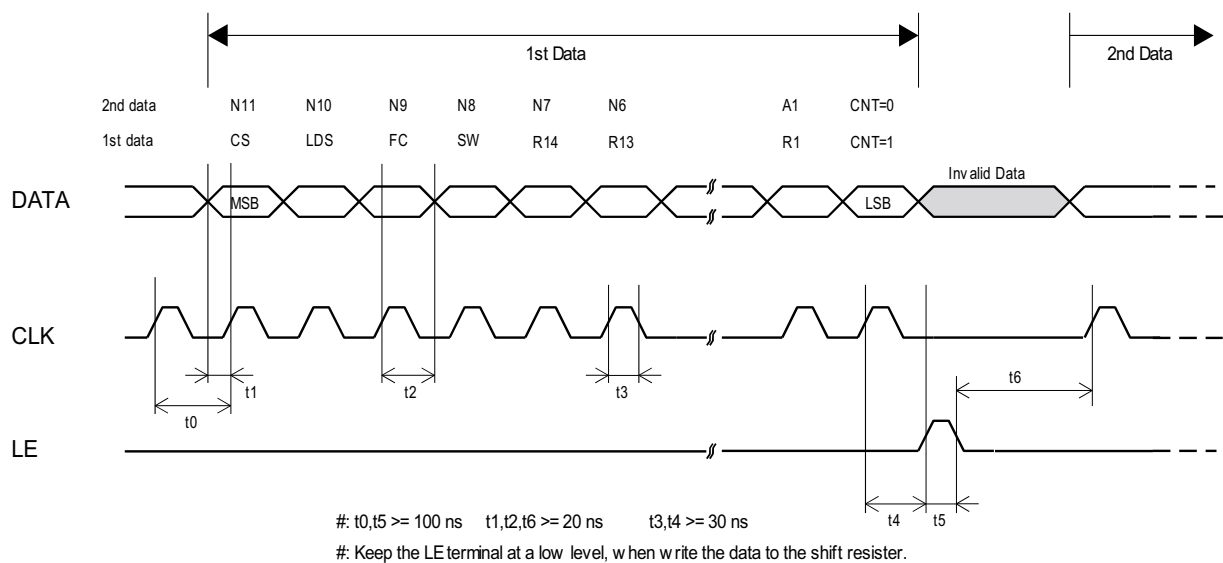 1st Data
2nd Data
2nd data N11 N10 N9 N8 N7 N6 A1 CNT=0
1st data CS LDS FC SW R14 R13 R1 CNT=1
Invalid Data
DATA MSB LSB
CLK
t1 t2 t3 t6
t0
LE
t4 t5
#: t0,t5 >= 100 ns t1,t2,t6 >= 20 ns t3,t4 >= 30 ns
#: Keep the LE terminal at a low level, when write the data to the shift resister.